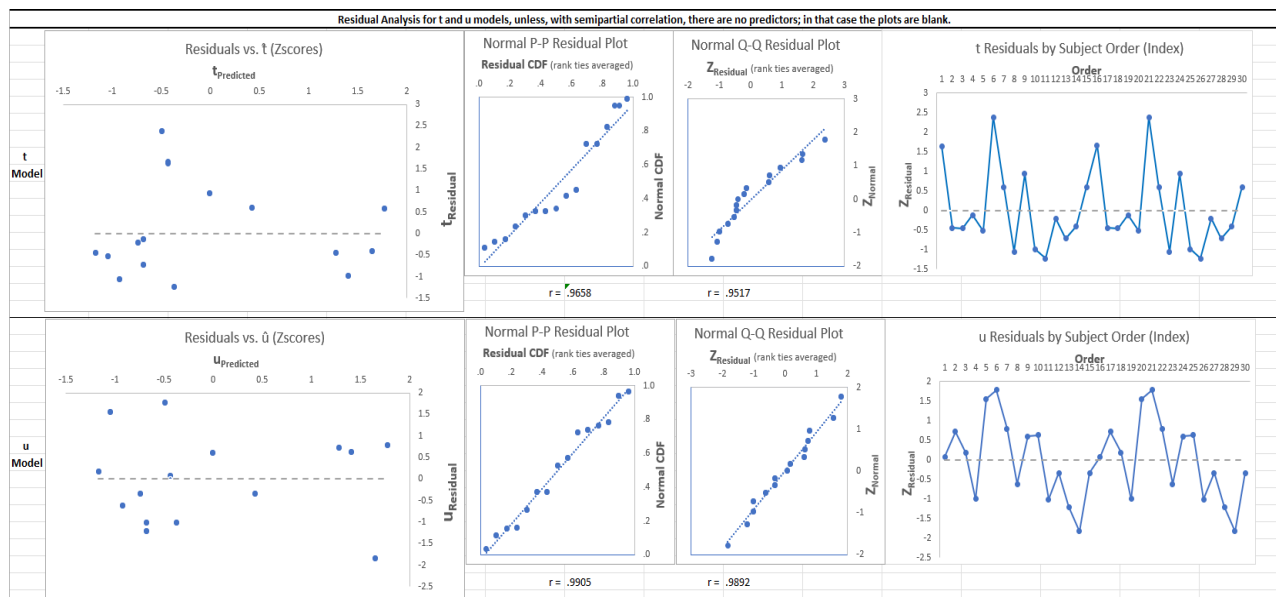 Residual Analysis for t and u models, unless, with semipartial correlation, there are no predictors; in that case the plots are blank.
t
Model
Residuals vs. t̂ (Zscores)
tPredicted
-1.5 -1 -0.5 0 0.5 1 1.5 2
3
2.5
2
1.5
1
0.5
0
-0.5
-1
-1.5
tResidual
Normal P-P Residual Plot
Residual CDF (rank ties averaged)
.0 .2 .4 .6 .8 1.0
1.0
.8
.6
.4
.2
.0
Normal CDF
r = .9658
Normal Q-Q Residual Plot
ZResidual (rank ties averaged)
-2 -1 0 1 2 3
3
2
1
0
-1
-2
ZNormal
r = .9517
t Residuals by Subject Order (Index)
Order
1 2 3 4 5 6 7 8 9 10 11 12 13 14 15 16 17 18 19 20 21 22 23 24 25 26 27 28 29 30
3
2.5
2
1.5
1
0.5
0
-0.5
-1
-1.5
ZResidual
u
Model
Residuals vs. û (Zscores)
uPredicted
-1.5 -1 -0.5 0 0.5 1 1.5 2
2
1.5
1
0.5
0
-0.5
-1
-1.5
-2
-2.5
uResidual
Normal P-P Residual Plot
Residual CDF (rank ties averaged)
.0 .2 .4 .6 .8 1.0
1.0
.8
.6
.4
.2
.0
Normal CDF
r = .9905
Normal Q-Q Residual Plot
ZResidual (rank ties averaged)
-3 -2 -1 0 1 2
2
1
0
-1
-2
ZNormal
r = .9892
u Residuals by Subject Order (Index)
Order
1 2 3 4 5 6 7 8 9 10 11 12 13 14 15 16 17 18 19 20 21 22 23 24 25 26 27 28 29 30
2
1.5
1
0.5
0
-0.5
-1
-1.5
-2
-2.5
ZResidual